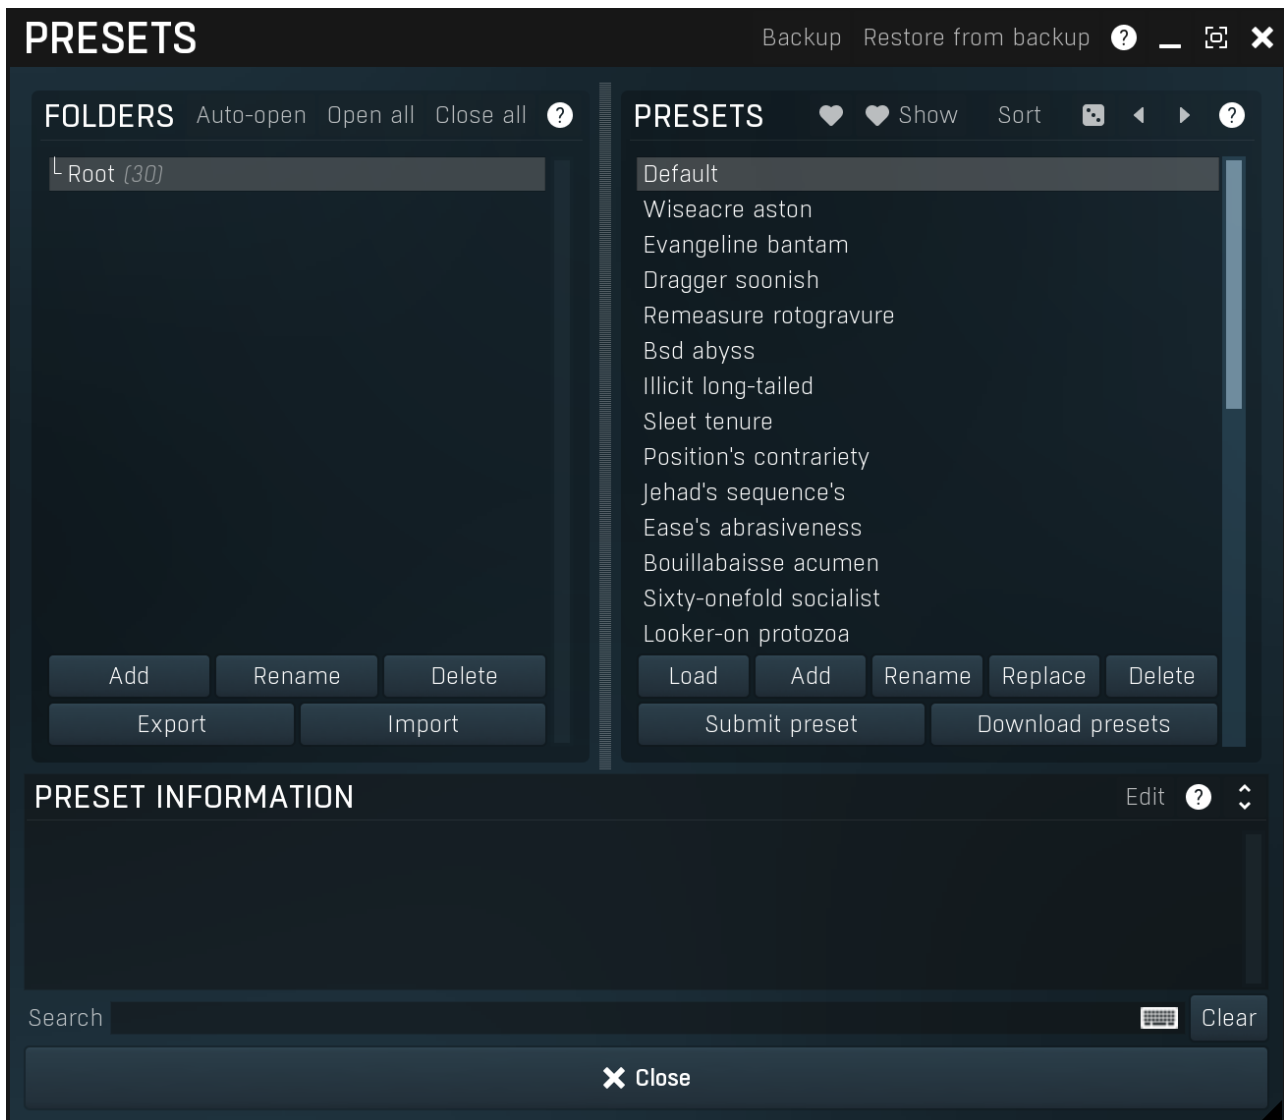 PRESETS Backup Restore from backup ?
FOLDERS Auto-open Open all Close all ?
Root (30)
Add Rename Delete
Export Import
PRESETS Show Sort ?
Default
Wiseacre aston
Evangeline bantam
Dragger soonish
Remeasure rotogravure
Bsd abyss
Illicit long-tailed
Sleet tenure
Position's contrariety
Jehad's sequence's
Ease's abrasiveness
Bouillabaisse acumen
Sixty-onefold socialist
Looker-on protozoa
Load Add Rename Replace Delete
Submit preset Download presets
PRESET INFORMATION Edit ?
Search Clear
Close